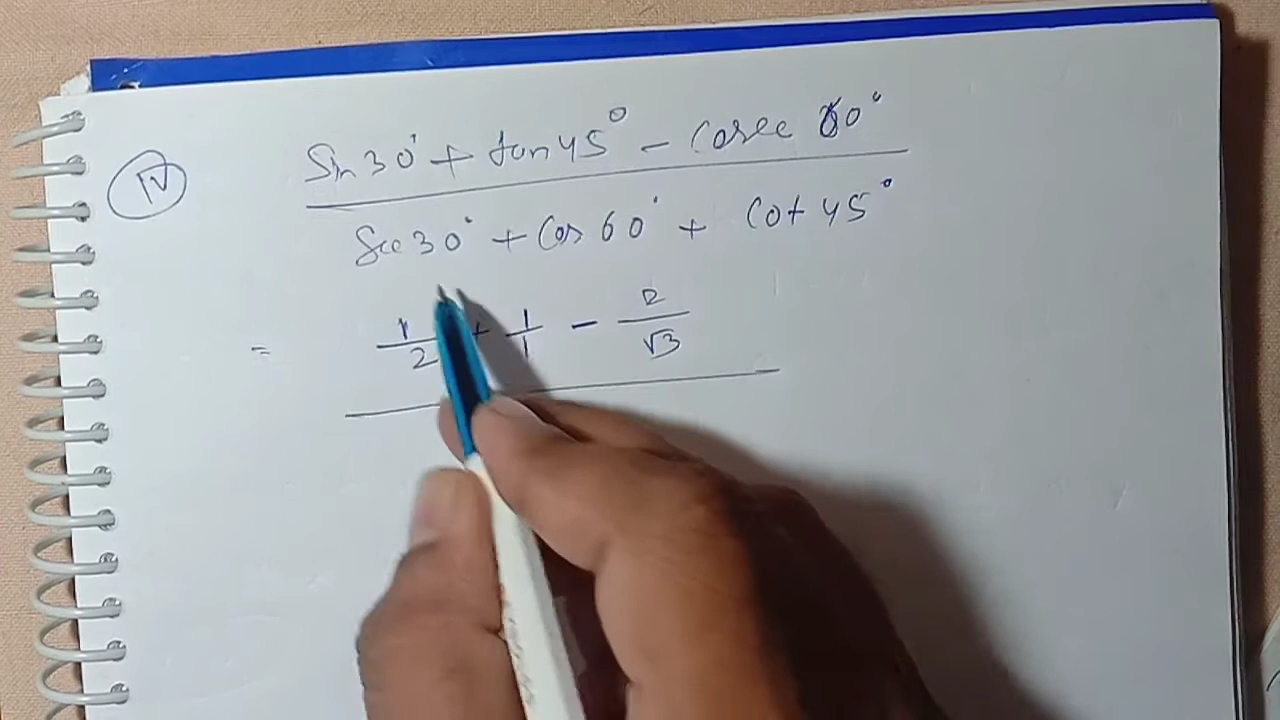 IV
Sin 30° + tan 45° - Cosec 60°
Sec 30° + Cos 60° + Cot 45°
= 1/2 + 1/1 - 2/√3